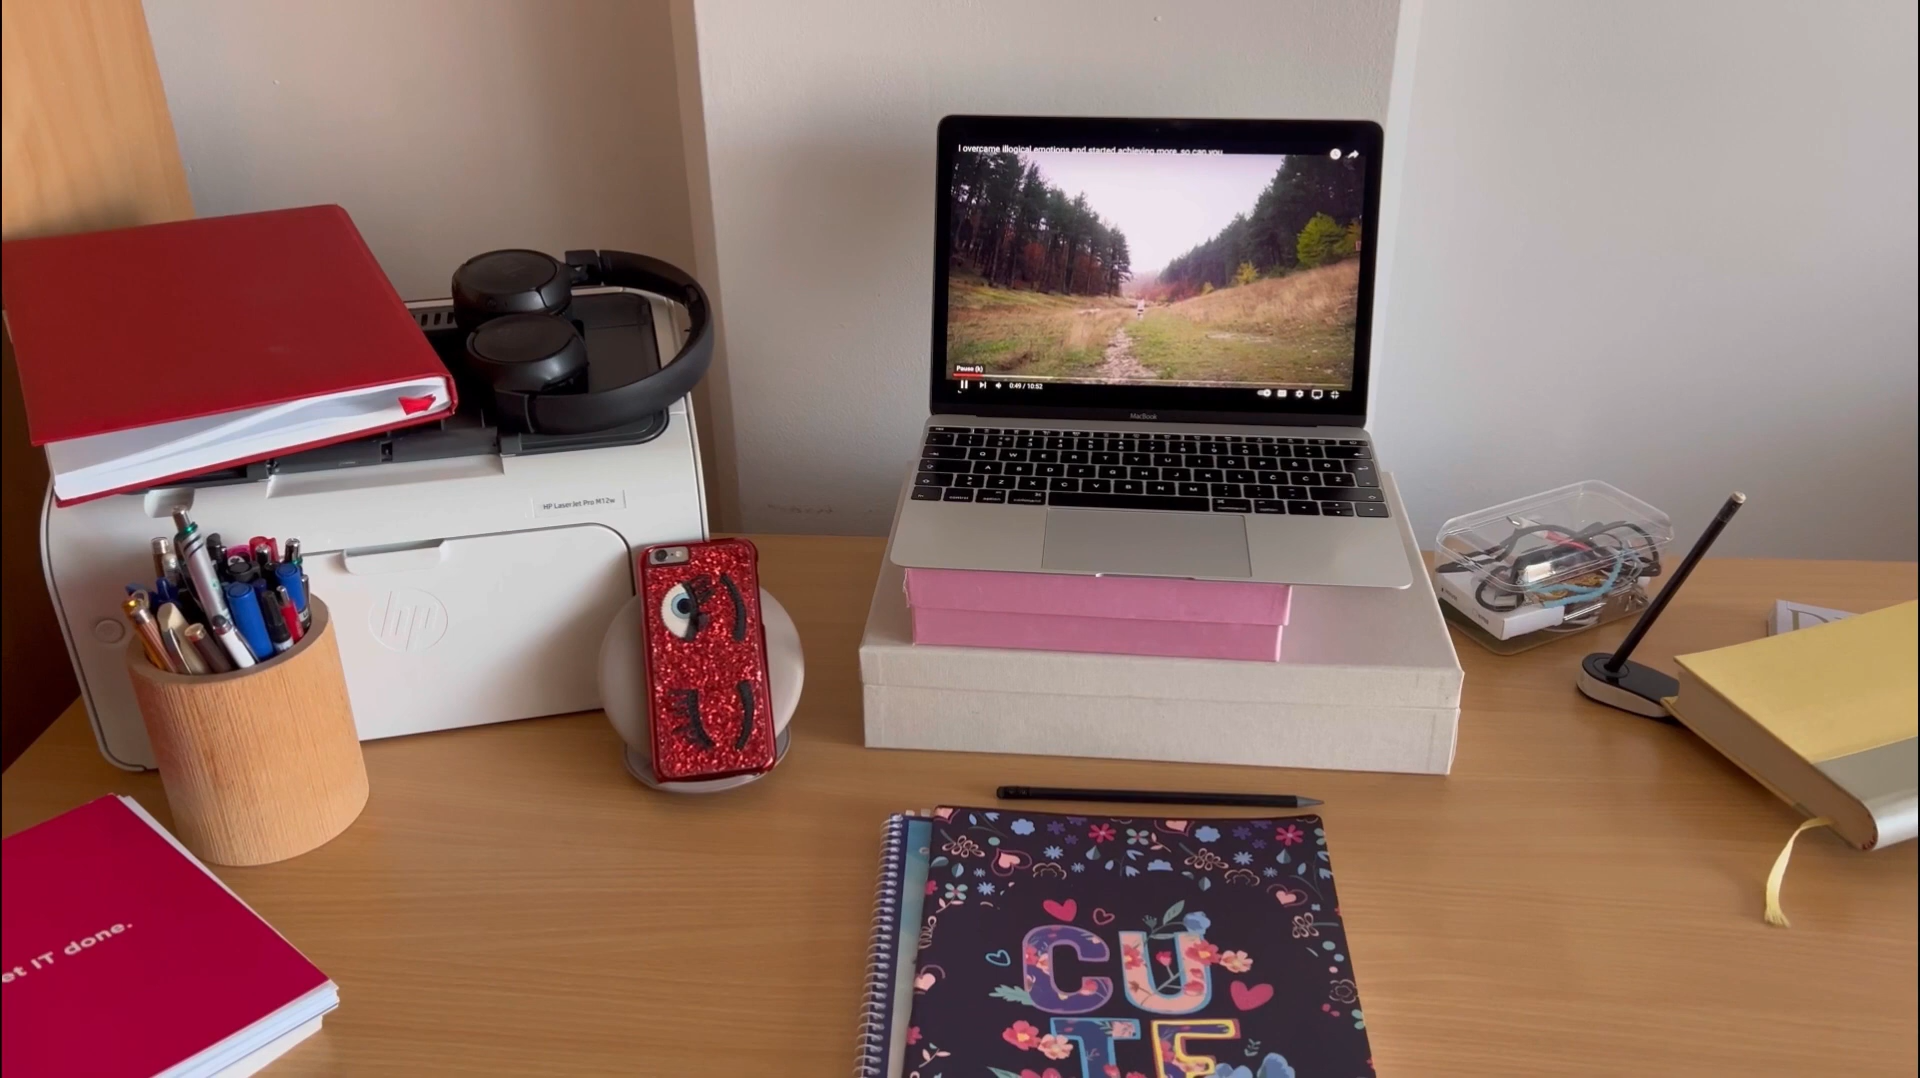 I overcame illogical emotions and started achieving more, so can you
Pause (k)
0:49 / 10:52
MacBook
Q W E R T
A S D F G H J K L
Z X C V B N M
HP LaserJet Pro M12w
hp
et IT done.
CU
TE